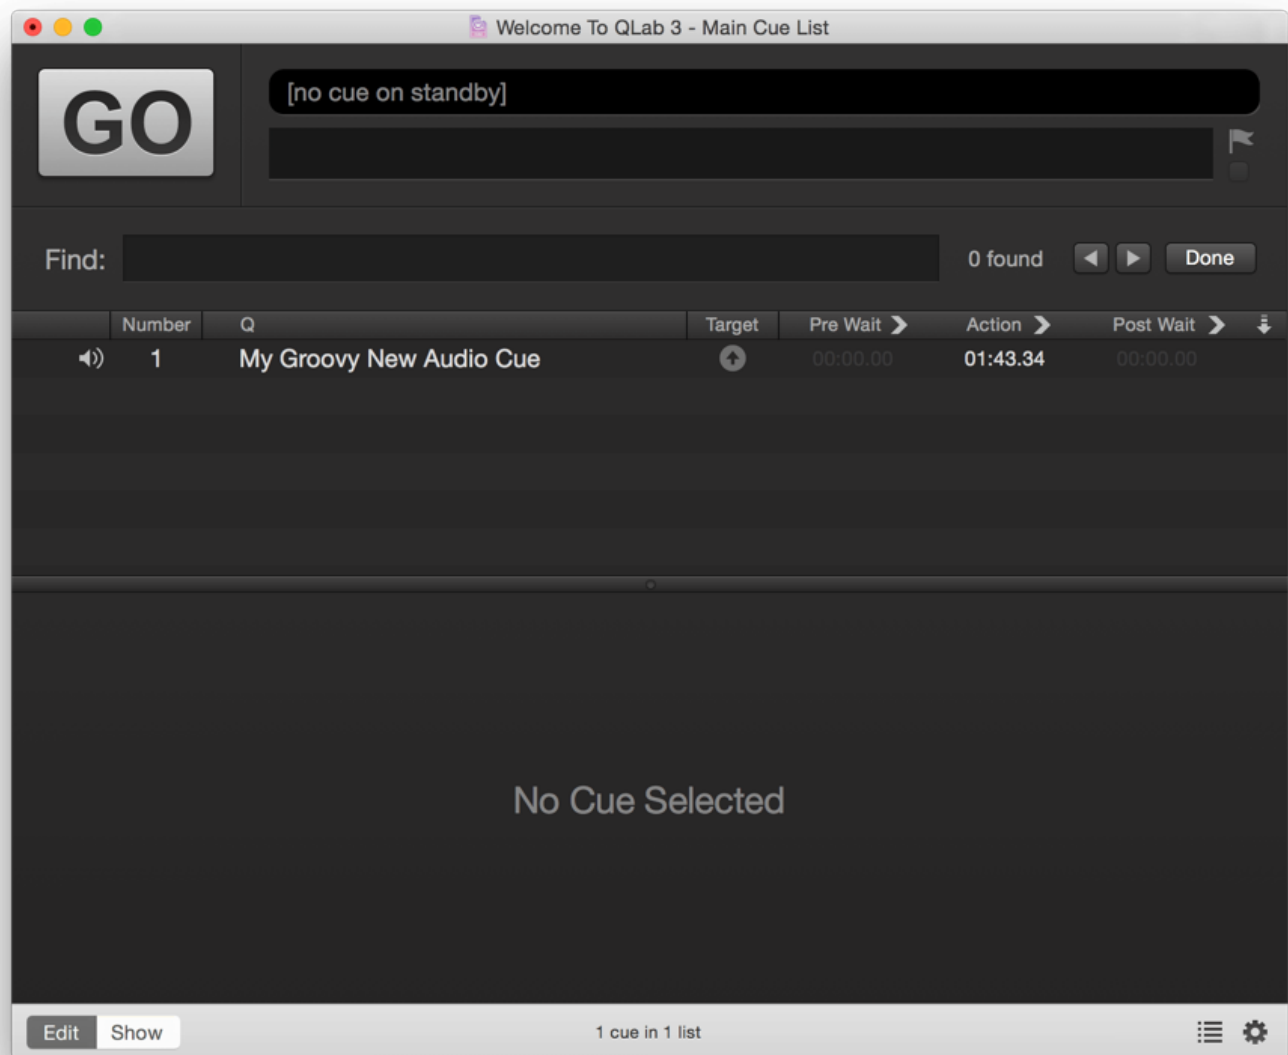 Welcome To QLab 3 - Main Cue List
GO
[no cue on standby]
Find:
0 found
Done
Number Q Target Pre Wait Action Post Wait
1 My Groovy New Audio Cue 00:00.00 01:43.34 00:00.00
No Cue Selected
Edit Show 1 cue in 1 list